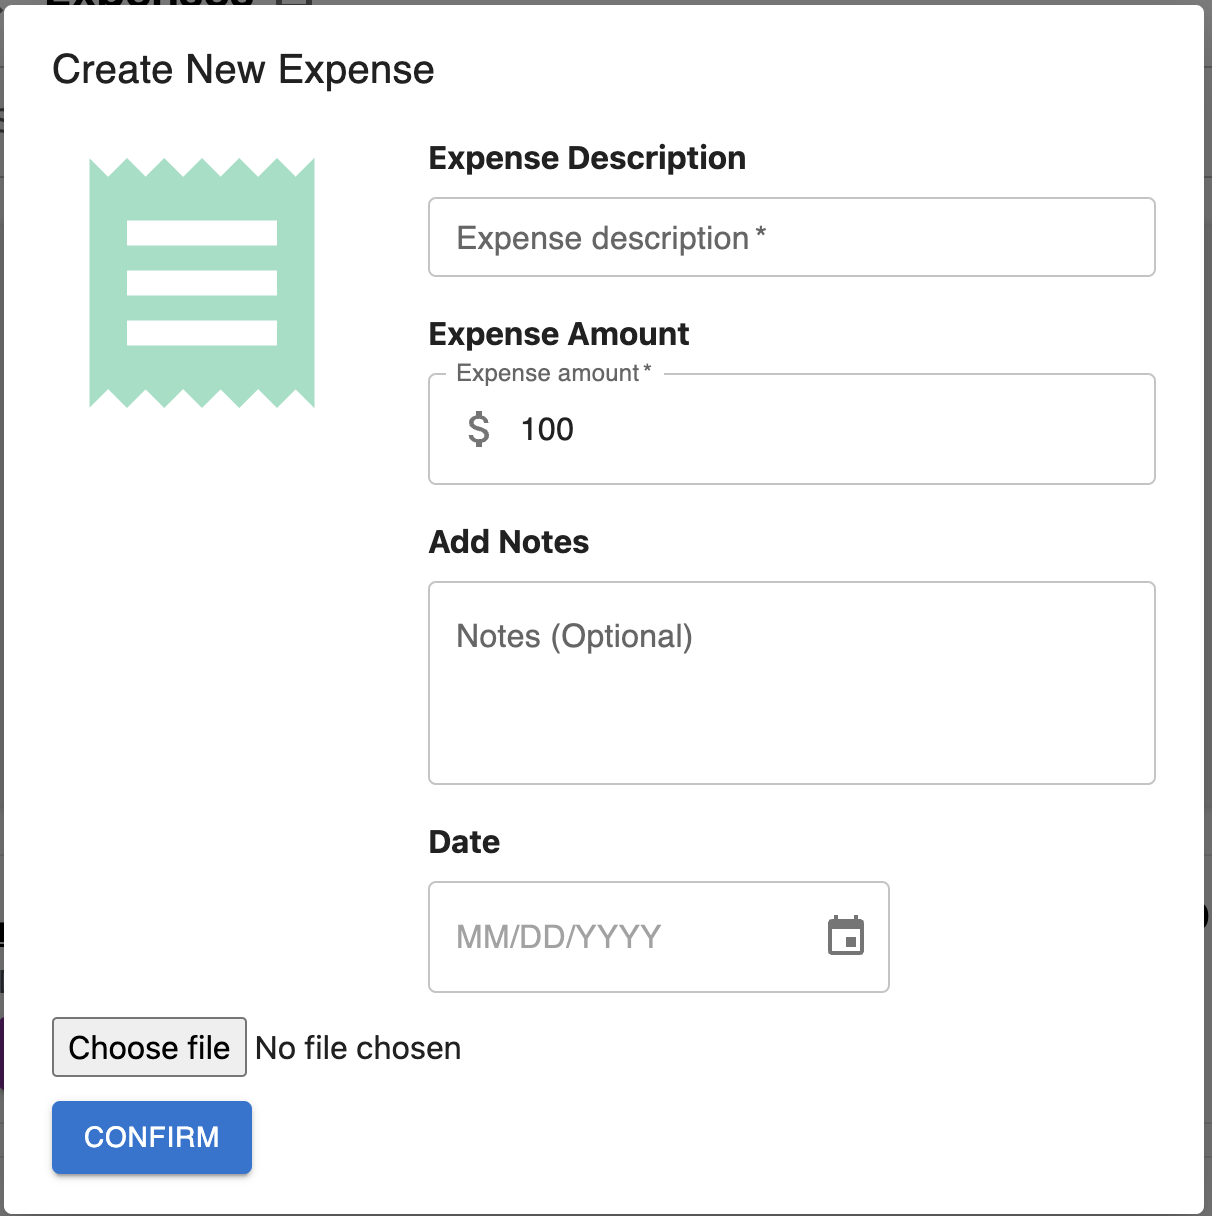 Expenses
Create New Expense
Expense Description
Expense description *
Expense Amount
Expense amount *
$ 100
Add Notes
Notes (Optional)
Date
MM/DD/YYYY
Choose file No file chosen
CONFIRM